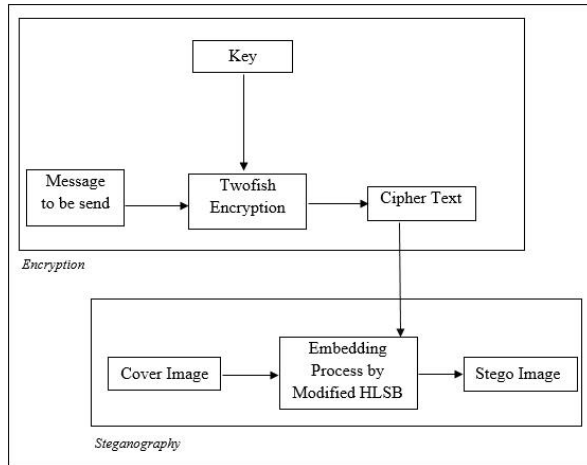 Key
Message
to be send
Twofish
Encryption
Cipher Text
Encryption
Cover Image
Embedding
Process by
Modified HLSB
Stego Image
Steganography